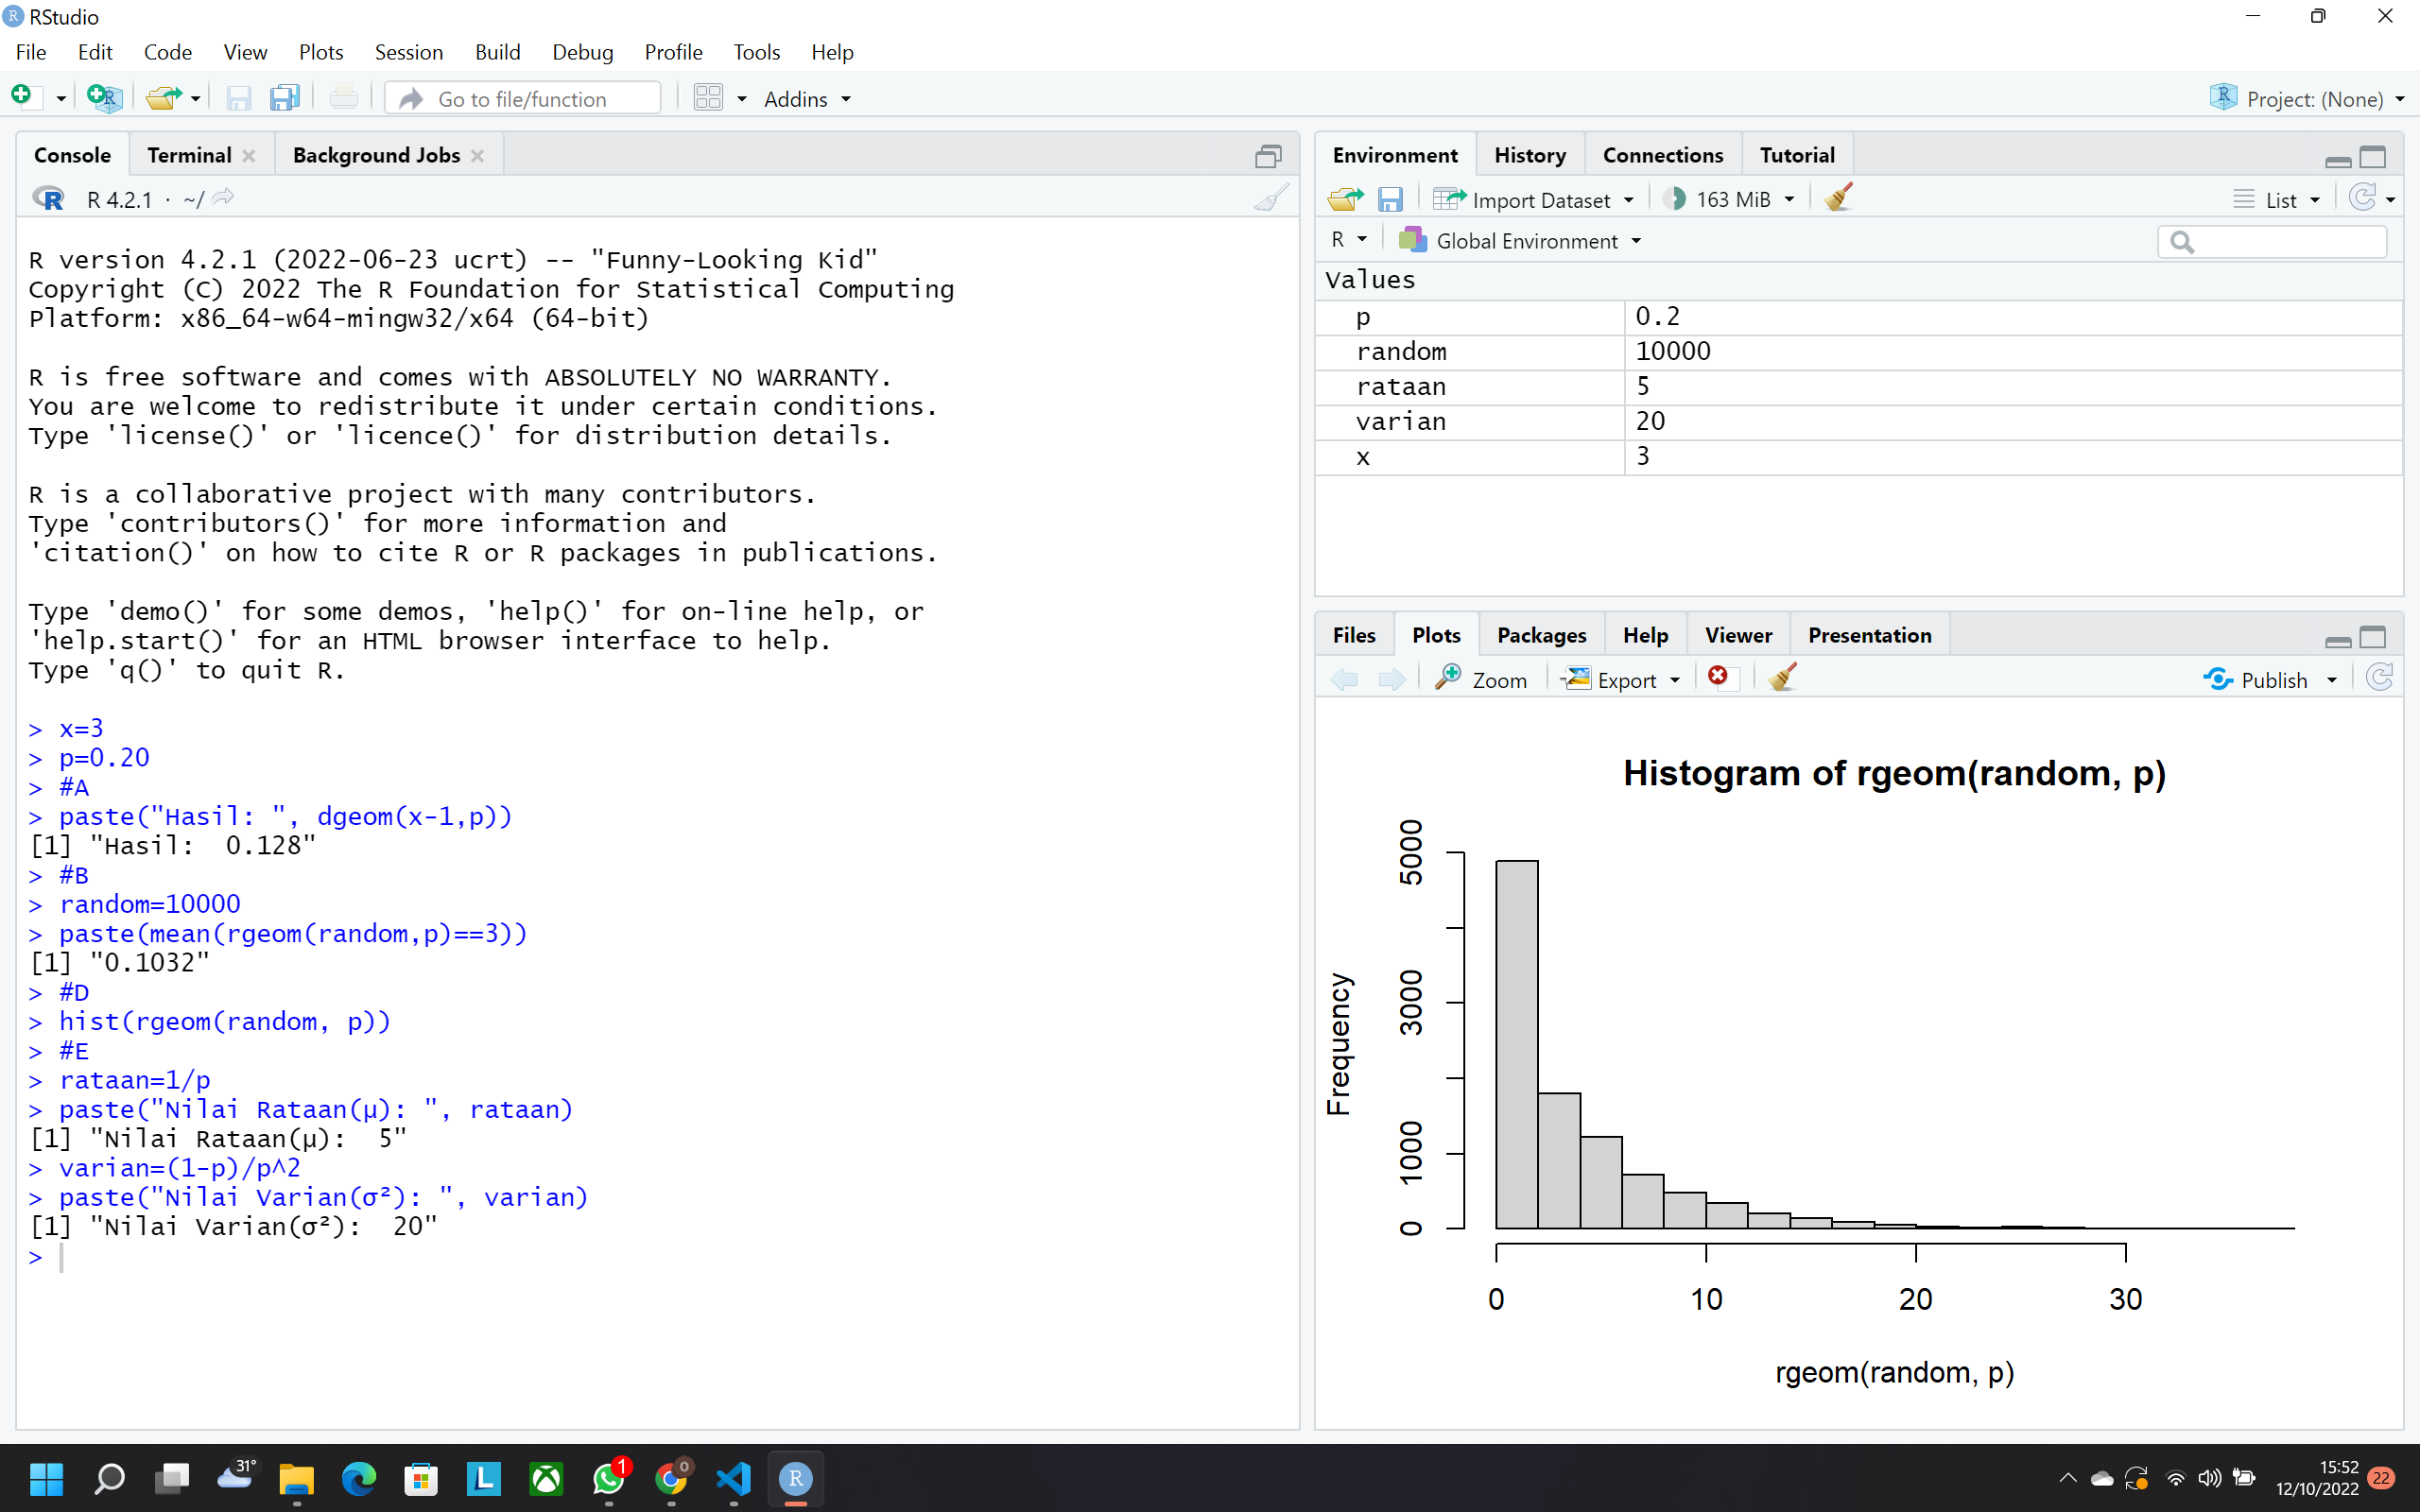 RStudio
File Edit Code View Plots Session Build Debug Profile Tools Help
Go to file/function Addins Project: (None)
Console Terminal Background Jobs
R 4.2.1 · ~/
R version 4.2.1 (2022-06-23 ucrt) -- "Funny-Looking Kid"
Copyright (C) 2022 The R Foundation for Statistical Computing
Platform: x86_64-w64-mingw32/x64 (64-bit)
R is free software and comes with ABSOLUTELY NO WARRANTY.
You are welcome to redistribute it under certain conditions.
Type 'license()' or 'licence()' for distribution details.
R is a collaborative project with many contributors.
Type 'contributors()' for more information and
'citation()' on how to cite R or R packages in publications.
Type 'demo()' for some demos, 'help()' for on-line help, or
'help.start()' for an HTML browser interface to help.
Type 'q()' to quit R.
> x=3
> p=0.20
> #A
> paste("Hasil: ", dgeom(x-1,p))
[1] "Hasil:  0.128"
> #B
> random=10000
> paste(mean(rgeom(random,p)==3))
[1] "0.1032"
> #D
> hist(rgeom(random, p))
> #E
> rataan=1/p
> paste("Nilai Rataan(μ): ", rataan)
[1] "Nilai Rataan(μ):  5"
> varian=(1-p)/p^2
> paste("Nilai Varian(σ²): ", varian)
[1] "Nilai Varian(σ²):  20"
>
Environment History Connections Tutorial
Import Dataset 163 MiB List
R Global Environment
Values
p 0.2
random 10000
rataan 5
varian 20
x 3
Files Plots Packages Help Viewer Presentation
Zoom Export Publish
Histogram of rgeom(random, p)
Frequency
5000
3000
1000
0
0 10 20 30
rgeom(random, p)
31°
L
1
0
R
15:52
12/10/2022
22